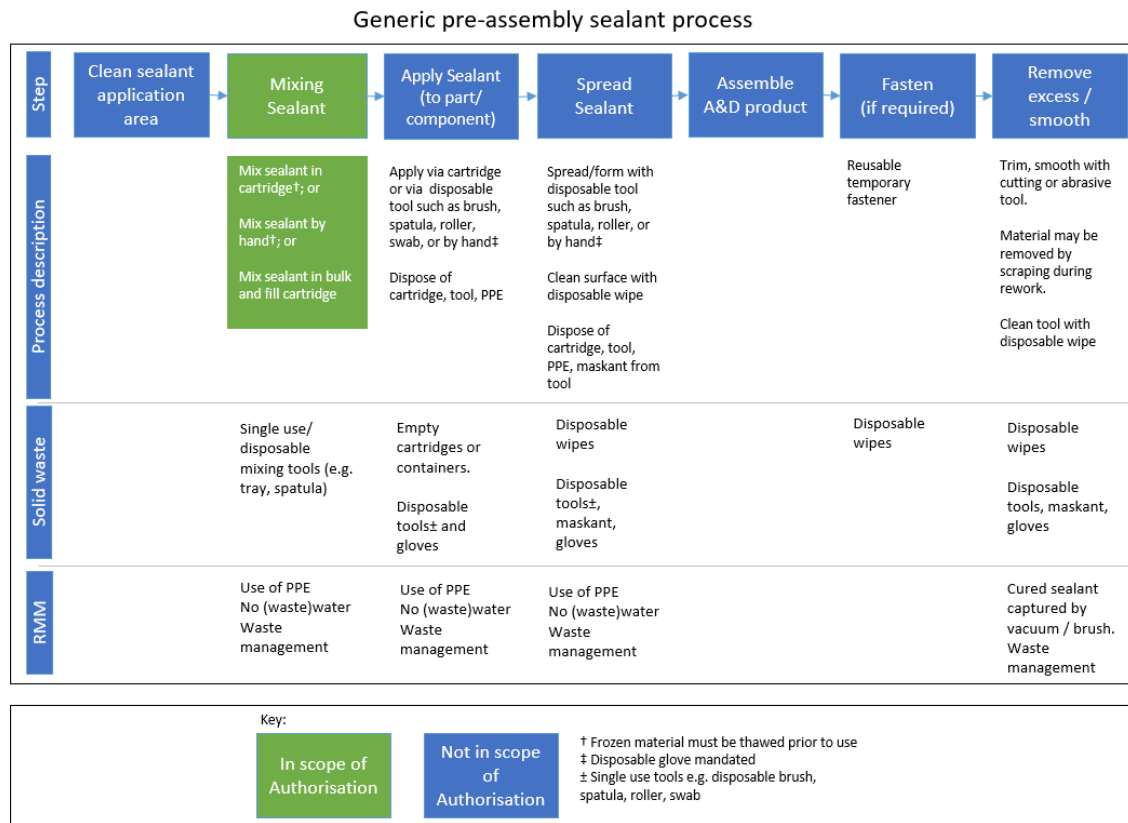 Generic pre-assembly sealant process
Step
Clean sealant
application
area
Mixing
Sealant
Apply Sealant
(to part/
component)
Spread
Sealant
Assemble
A&D product
Fasten
(if required)
Remove
excess /
smooth
Process description
Mix sealant in
cartridge†; or
Mix sealant by
hand†; or
Mix sealant in bulk
and fill cartridge
Apply via cartridge
or via disposable
tool such as brush,
spatula, roller,
swab, or by hand‡
Dispose of
cartridge, tool, PPE
Spread/form with
disposable tool
such as brush,
spatula, roller, or
by hand‡
Clean surface with
disposable wipe
Dispose of
cartridge, tool,
PPE, maskant from
tool
Reusable
temporary
fastener
Trim, smooth with
cutting or abrasive
tool.
Material may be
removed by
scraping during
rework.
Clean tool with
disposable wipe
Solid waste
Single use/
disposable
mixing tools (e.g.
tray, spatula)
Empty
cartridges or
containers.
Disposable
tools± and
gloves
Disposable
wipes
Disposable
tools±,
maskant,
gloves
Disposable
wipes
Disposable
wipes
Disposable
tools, maskant,
gloves
RMM
Use of PPE
No (waste)water
Waste
management
Use of PPE
No (waste)water
Waste
management
Use of PPE
No (waste)water
Waste
management
Cured sealant
captured by
vacuum / brush.
Waste
management
Key:
In scope of
Authorisation
Not in scope
of
Authorisation
† Frozen material must be thawed prior to use
‡ Disposable glove mandated
± Single use tools e.g. disposable brush,
spatula, roller, swab